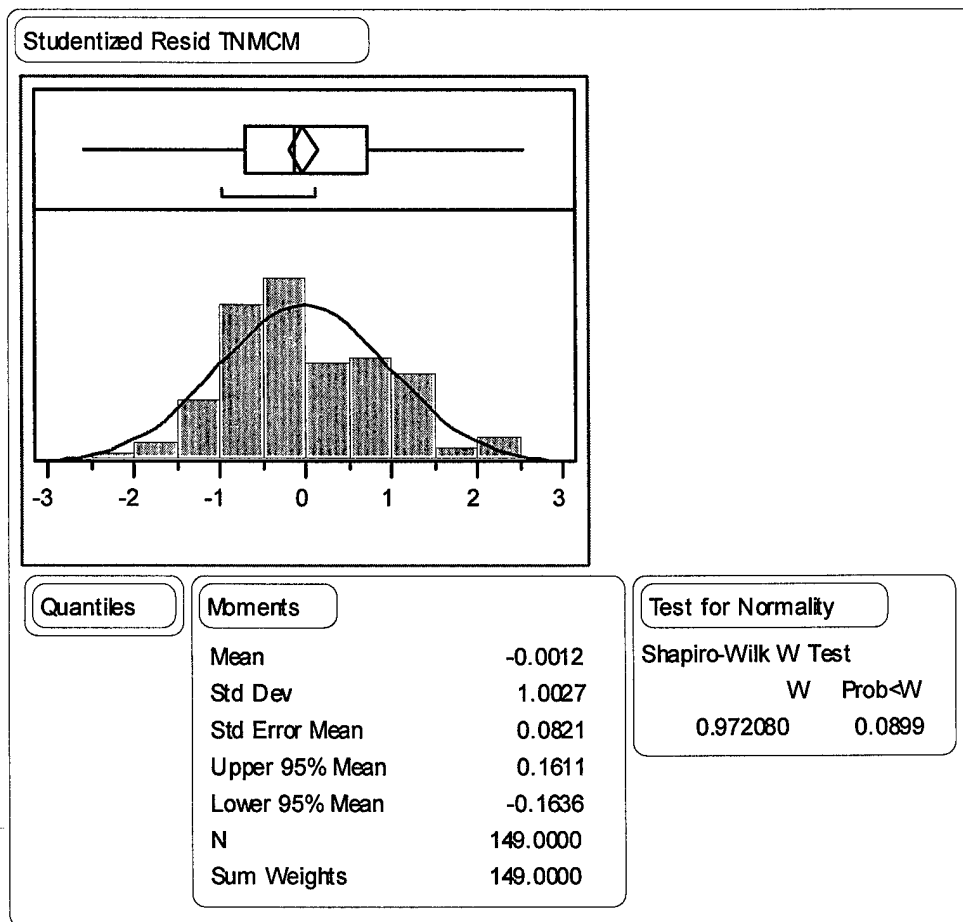 Studentized Resid TNMCM
-3 -2 -1 0 1 2 3
Quantiles
Moments
Mean -0.0012
Std Dev 1.0027
Std Error Mean 0.0821
Upper 95% Mean 0.1611
Lower 95% Mean -0.1636
N 149.0000
Sum Weights 149.0000
Test for Normality
Shapiro-Wilk W Test
W Prob<W
0.972080 0.0899